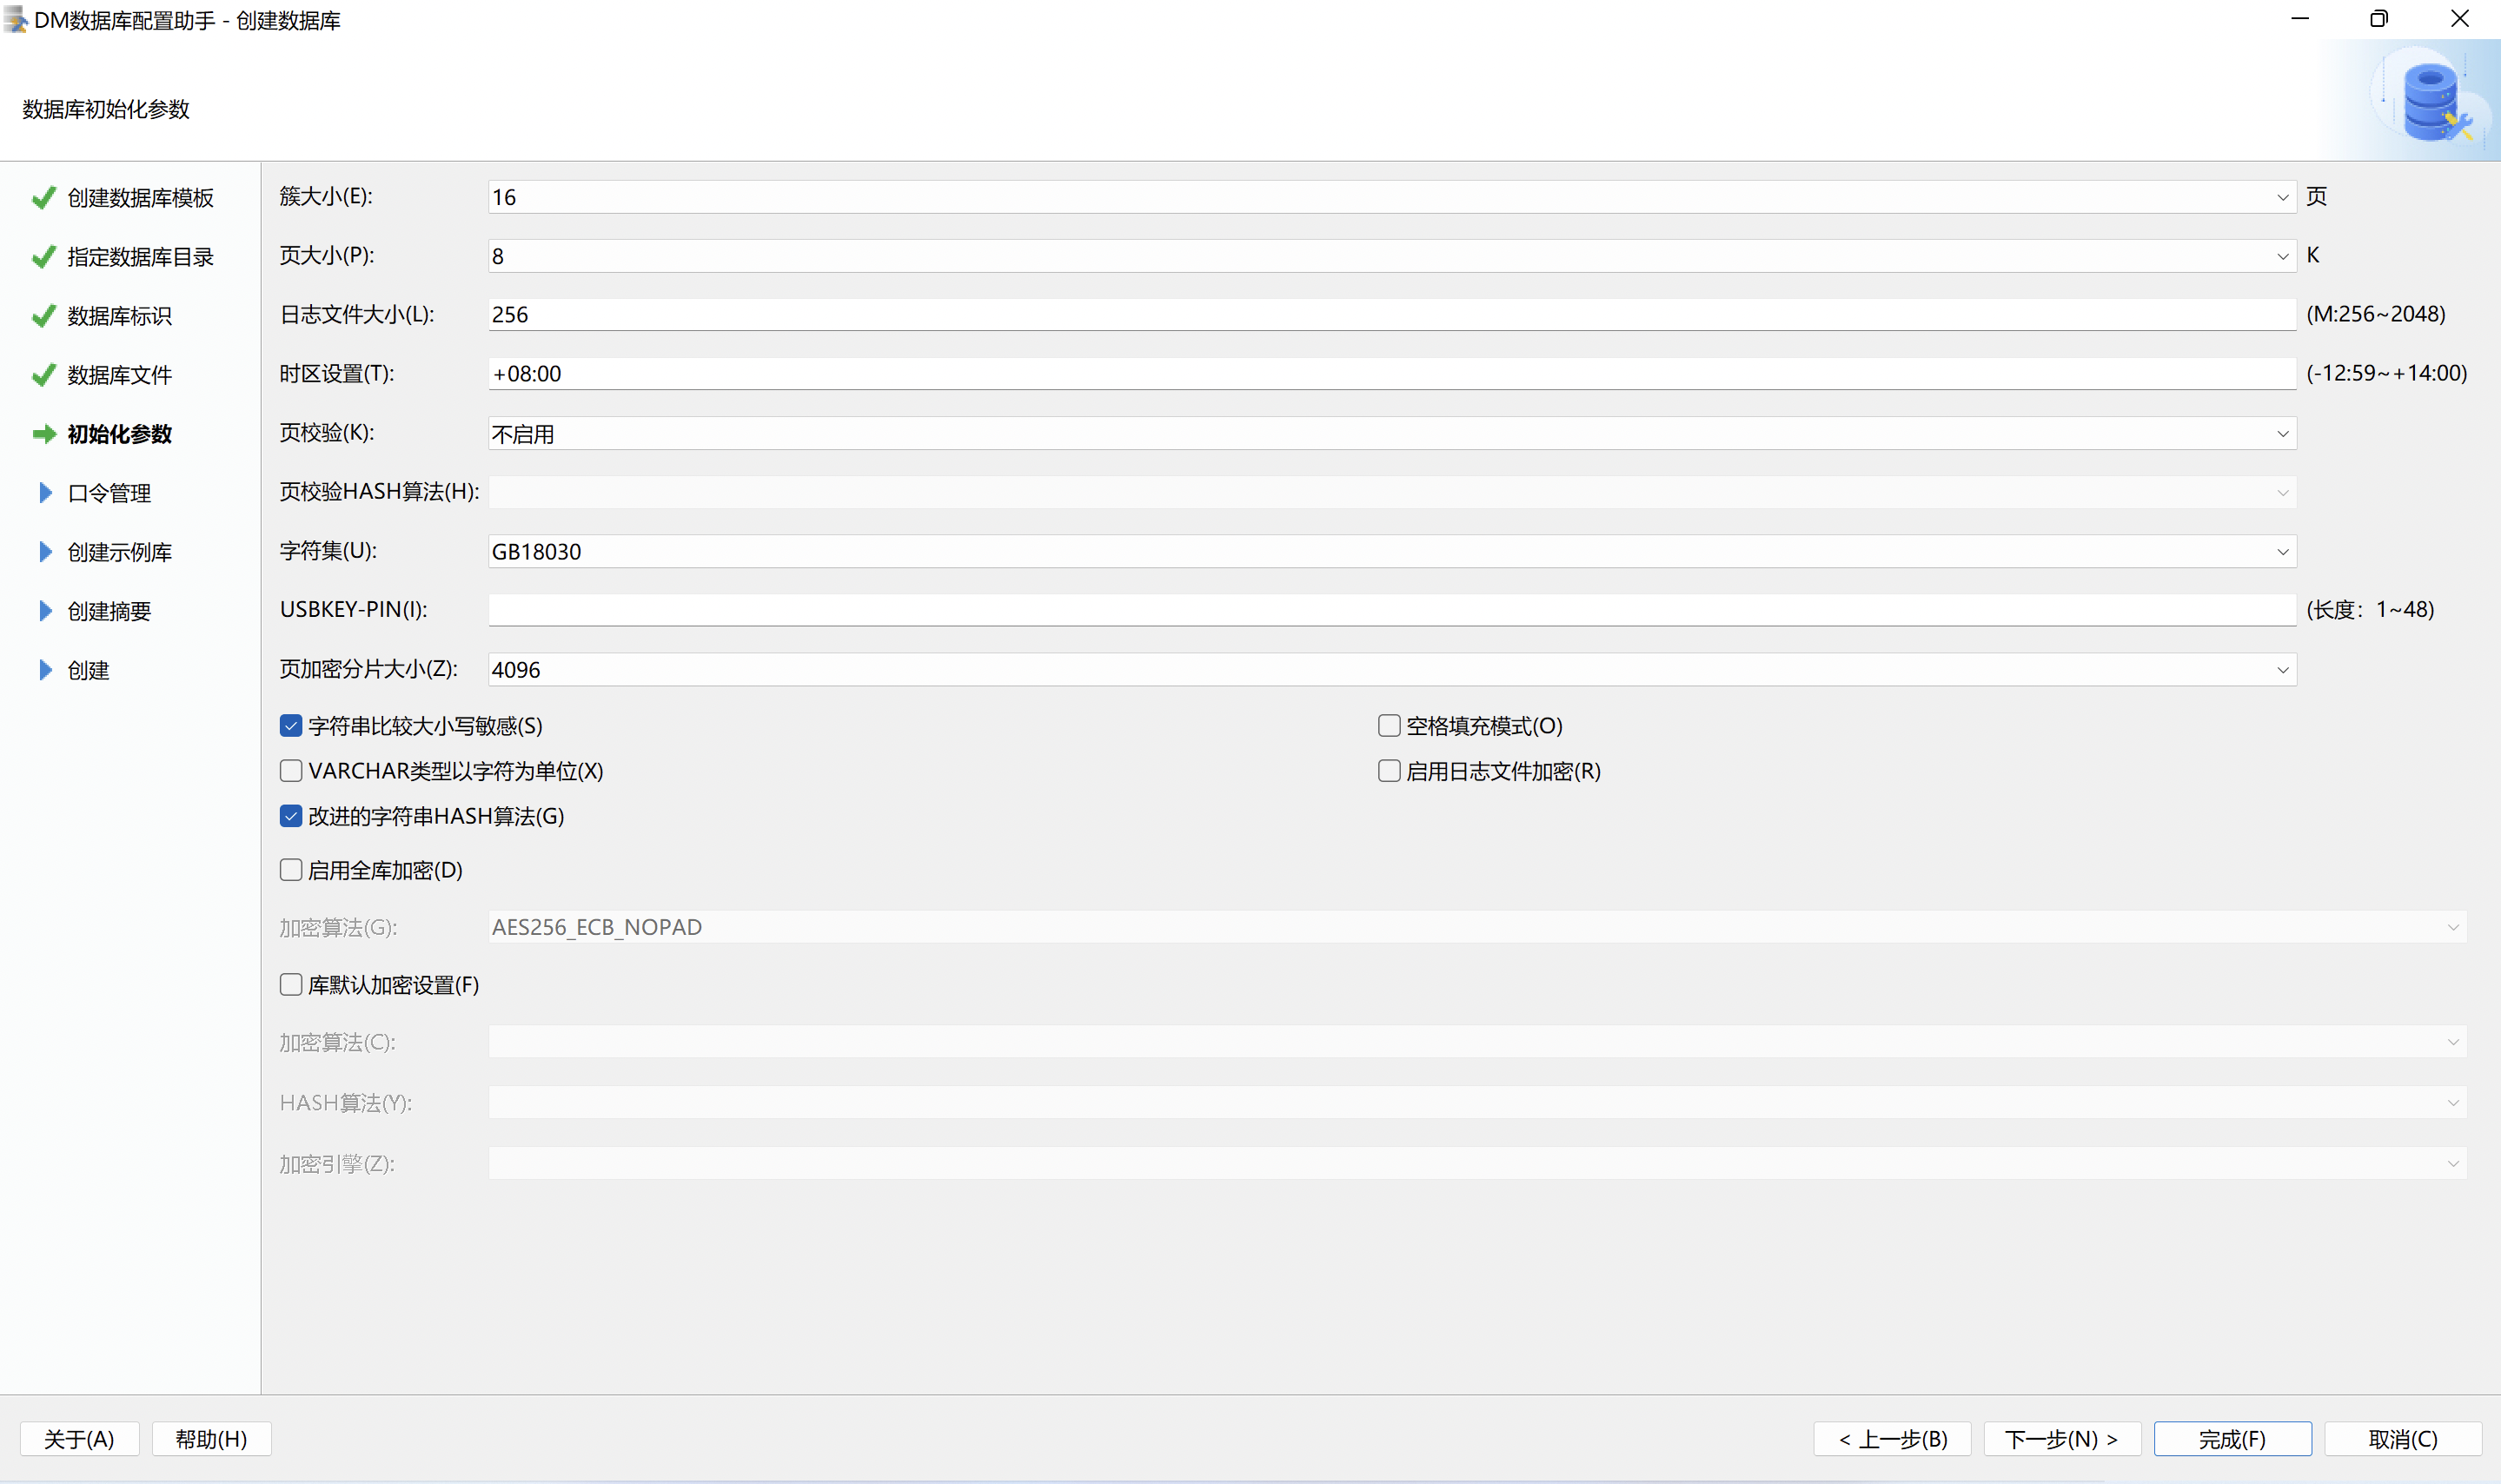 DM数据库配置助手 - 创建数据库
数据库初始化参数
创建数据库模板
指定数据库目录
数据库标识
数据库文件
初始化参数
口令管理
创建示例库
创建摘要
创建
簇大小(E): 16 页
页大小(P): 8 K
日志文件大小(L): 256 (M:256~2048)
时区设置(T): +08:00 (-12:59~+14:00)
页校验(K): 不启用
页校验HASH算法(H):
字符集(U): GB18030
USBKEY-PIN(I): (长度：1~48)
页加密分片大小(Z): 4096
字符串比较大小写敏感(S) 空格填充模式(O)
VARCHAR类型以字符为单位(X) 启用日志文件加密(R)
改进的字符串HASH算法(G)
启用全库加密(D)
加密算法(G): AES256_ECB_NOPAD
库默认加密设置(F)
加密算法(C):
HASH算法(Y):
加密引擎(Z):
关于(A) 帮助(H) < 上一步(B) 下一步(N) > 完成(F) 取消(C)